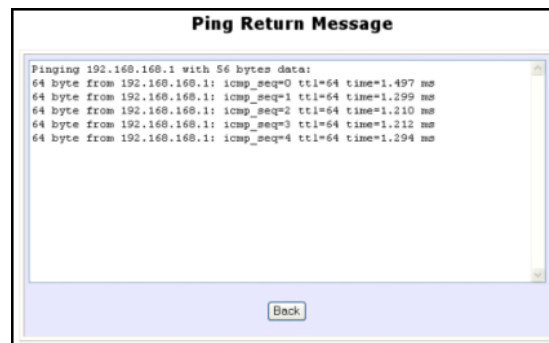 Ping Return Message
Pinging 192.168.168.1 with 56 bytes data:
64 byte from 192.168.168.1: icmp_seq=0 ttl=64 time=1.497 ms
64 byte from 192.168.168.1: icmp_seq=1 ttl=64 time=1.299 ms
64 byte from 192.168.168.1: icmp_seq=2 ttl=64 time=1.210 ms
64 byte from 192.168.168.1: icmp_seq=3 ttl=64 time=1.212 ms
64 byte from 192.168.168.1: icmp_seq=4 ttl=64 time=1.294 ms
Back